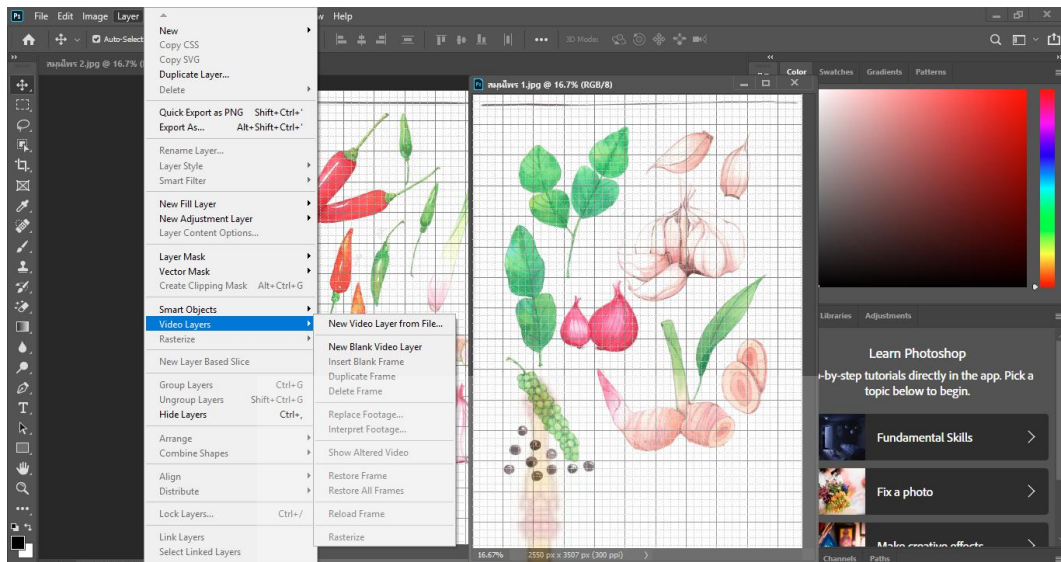 Ps File Edit Image Layer Help
Auto-Select
3D Mode:
สมุนไพร 2.jpg @ 16.7% (
New
Copy CSS
Copy SVG
Duplicate Layer...
Delete
Quick Export as PNG Shift+Ctrl+'
Export As... Alt+Shift+Ctrl+'
Rename Layer...
Layer Style
Smart Filter
New Fill Layer
New Adjustment Layer
Layer Content Options...
Layer Mask
Vector Mask
Create Clipping Mask Alt+Ctrl+G
Smart Objects
Video Layers
Rasterize
New Layer Based Slice
Group Layers Ctrl+G
Ungroup Layers Shift+Ctrl+G
Hide Layers Ctrl+,
Arrange
Combine Shapes
Align
Distribute
Lock Layers... Ctrl+/
Link Layers
Select Linked Layers
New Video Layer from File...
New Blank Video Layer
Insert Blank Frame
Duplicate Frame
Delete Frame
Replace Footage...
Interpret Footage...
Show Altered Video
Restore Frame
Restore All Frames
Reload Frame
Rasterize
Ps สมุนไพร 1.jpg @ 16.7% (RGB/8)
16.67% 2550 px x 3507 px (300 ppi)
Color Swatches Gradients Patterns
Libraries Adjustments
Learn Photoshop
-by-step tutorials directly in the app. Pick a
topic below to begin.
Fundamental Skills
Fix a photo
Make creative effects
Channels Paths